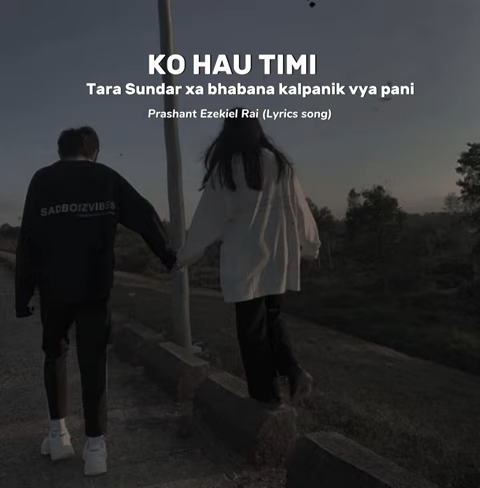 KO HAU TIMI
Tara Sundar xa bhabana kalpanik vya pani
Prashant Ezekiel Rai (Lyrics song)
SADBOIZVIBES